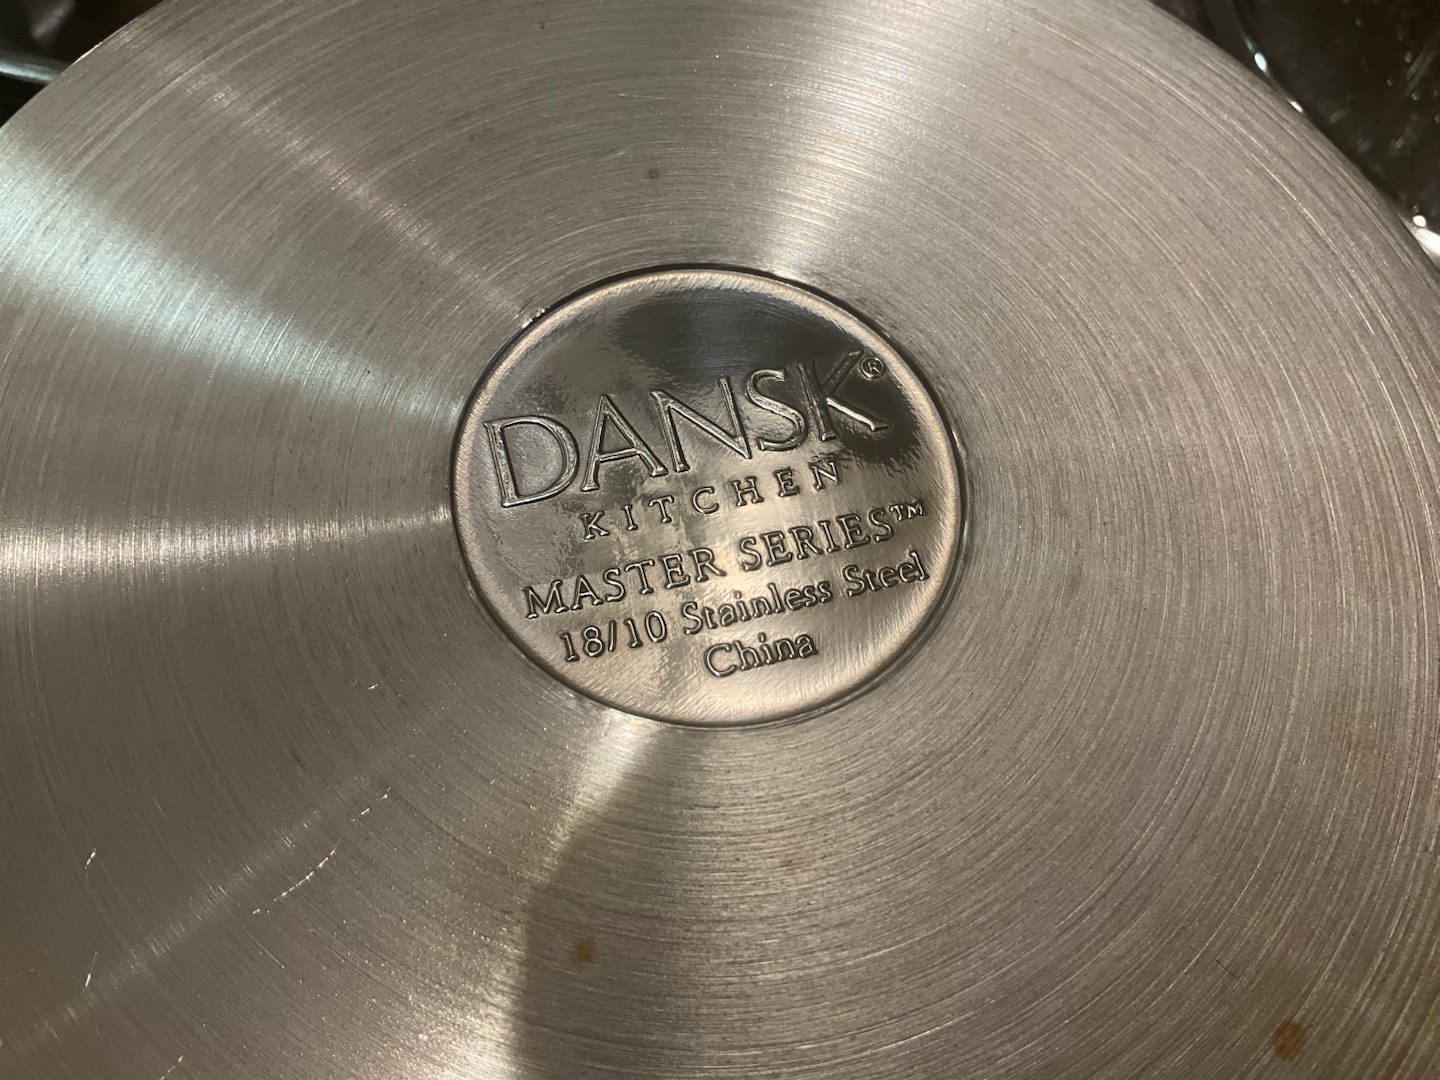 DANSK®
KITCHEN
MASTER SERIES™
18/10 Stainless Steel
China